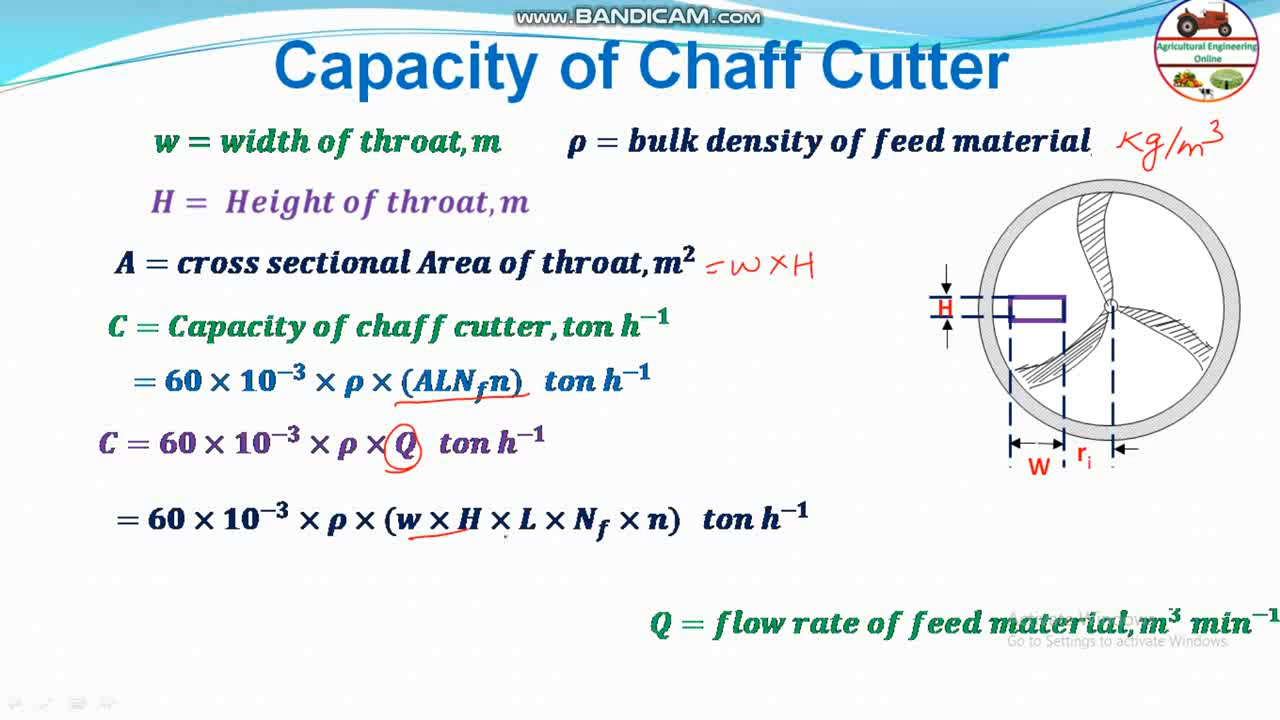 www.BANDICAM.com
Capacity of Chaff Cutter
Agricultural Engineering
Online
w = width of throat, m
ρ = bulk density of feed material Kg/m³
H = Height of throat, m
A = cross sectional Area of throat, m² = w × H
C = Capacity of chaff cutter, ton h⁻¹
= 60 × 10⁻³ × ρ × (ALN_f n) ton h⁻¹
C = 60 × 10⁻³ × ρ × Q ton h⁻¹
= 60 × 10⁻³ × ρ × (w × H × L × N_f × n) ton h⁻¹
H
W
r_i
Q = flow rate of feed material, m³ min⁻¹
Activate Windows
Go to Settings to activate Windows.